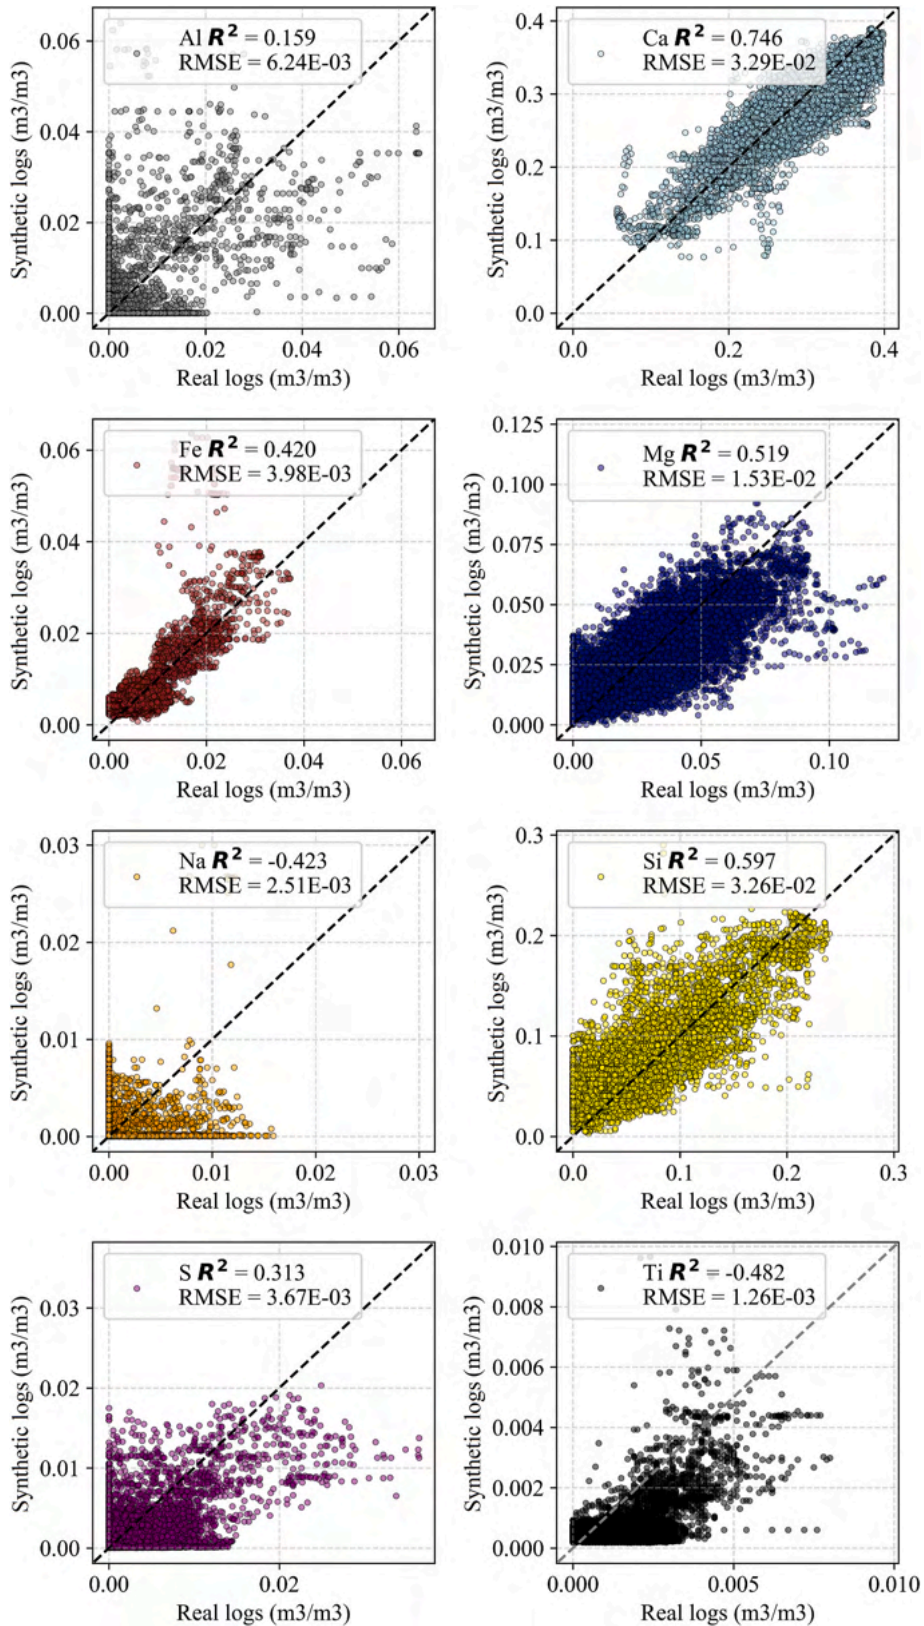 Al R² = 0.159
RMSE = 6.24E-03
0.06
0.04
0.02
0.00
Synthetic logs (m3/m3)
0.00 0.02 0.04 0.06
Real logs (m3/m3)
Ca R² = 0.746
RMSE = 3.29E-02
0.4
0.3
0.2
0.1
0.0
Synthetic logs (m3/m3)
0.0 0.2 0.4
Real logs (m3/m3)
Fe R² = 0.420
RMSE = 3.98E-03
0.06
0.04
0.02
0.00
Synthetic logs (m3/m3)
0.00 0.02 0.04 0.06
Real logs (m3/m3)
Mg R² = 0.519
RMSE = 1.53E-02
0.125
0.100
0.075
0.050
0.025
0.000
Synthetic logs (m3/m3)
0.00 0.05 0.10
Real logs (m3/m3)
Na R² = -0.423
RMSE = 2.51E-03
0.03
0.02
0.01
0.00
Synthetic logs (m3/m3)
0.00 0.01 0.02 0.03
Real logs (m3/m3)
Si R² = 0.597
RMSE = 3.26E-02
0.3
0.2
0.1
0.0
Synthetic logs (m3/m3)
0.0 0.1 0.2 0.3
Real logs (m3/m3)
S R² = 0.313
RMSE = 3.67E-03
0.03
0.02
0.01
0.00
Synthetic logs (m3/m3)
0.00 0.02
Real logs (m3/m3)
Ti R² = -0.482
RMSE = 1.26E-03
0.010
0.008
0.006
0.004
0.002
0.000
Synthetic logs (m3/m3)
0.000 0.005 0.010
Real logs (m3/m3)